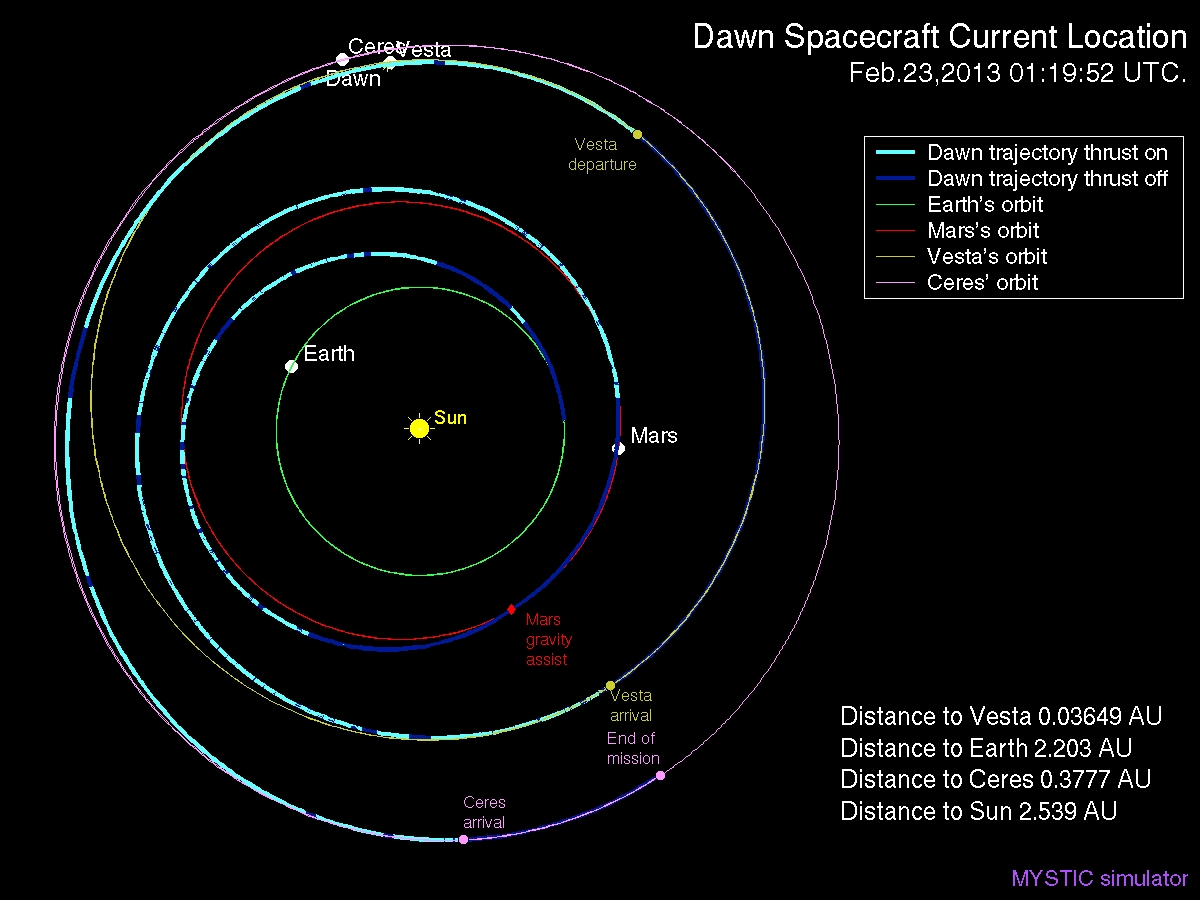 Dawn Spacecraft Current Location
Feb.23,2013 01:19:52 UTC.
Ceres
Vesta
Dawn
Vesta
departure
Dawn trajectory thrust on
Dawn trajectory thrust off
Earth's orbit
Mars's orbit
Vesta's orbit
Ceres' orbit
Earth
Sun
Mars
Mars
gravity
assist
Vesta
arrival
End of
mission
Ceres
arrival
Distance to Vesta 0.03649 AU
Distance to Earth 2.203 AU
Distance to Ceres 0.3777 AU
Distance to Sun 2.539 AU
MYSTIC simulator